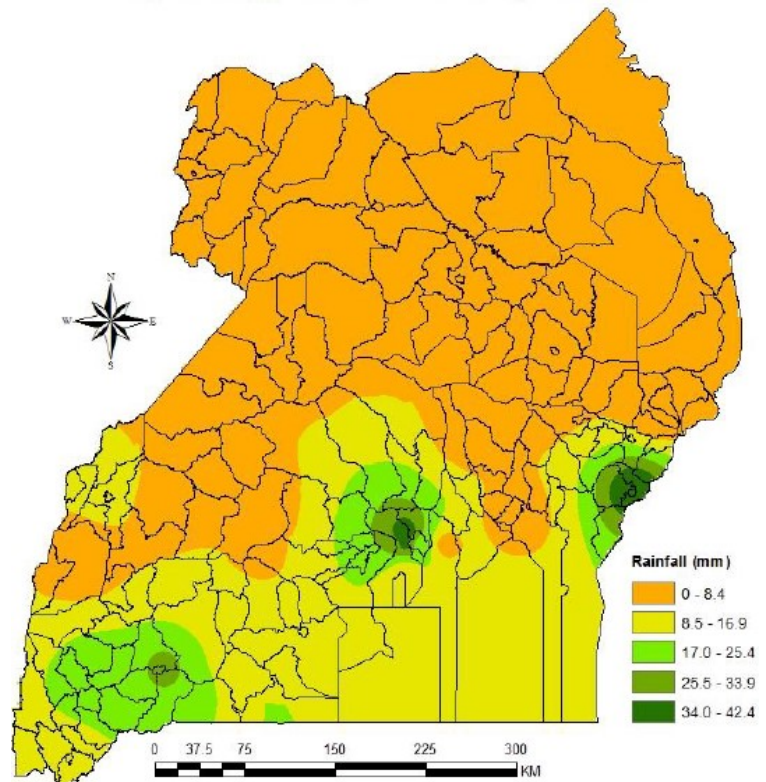 N
W E
S
Rainfall (mm)
0 - 8.4
8.5 - 16.9
17.0 - 25.4
25.5 - 33.9
34.0 - 42.4
0 37.5 75 150 225 300
KM